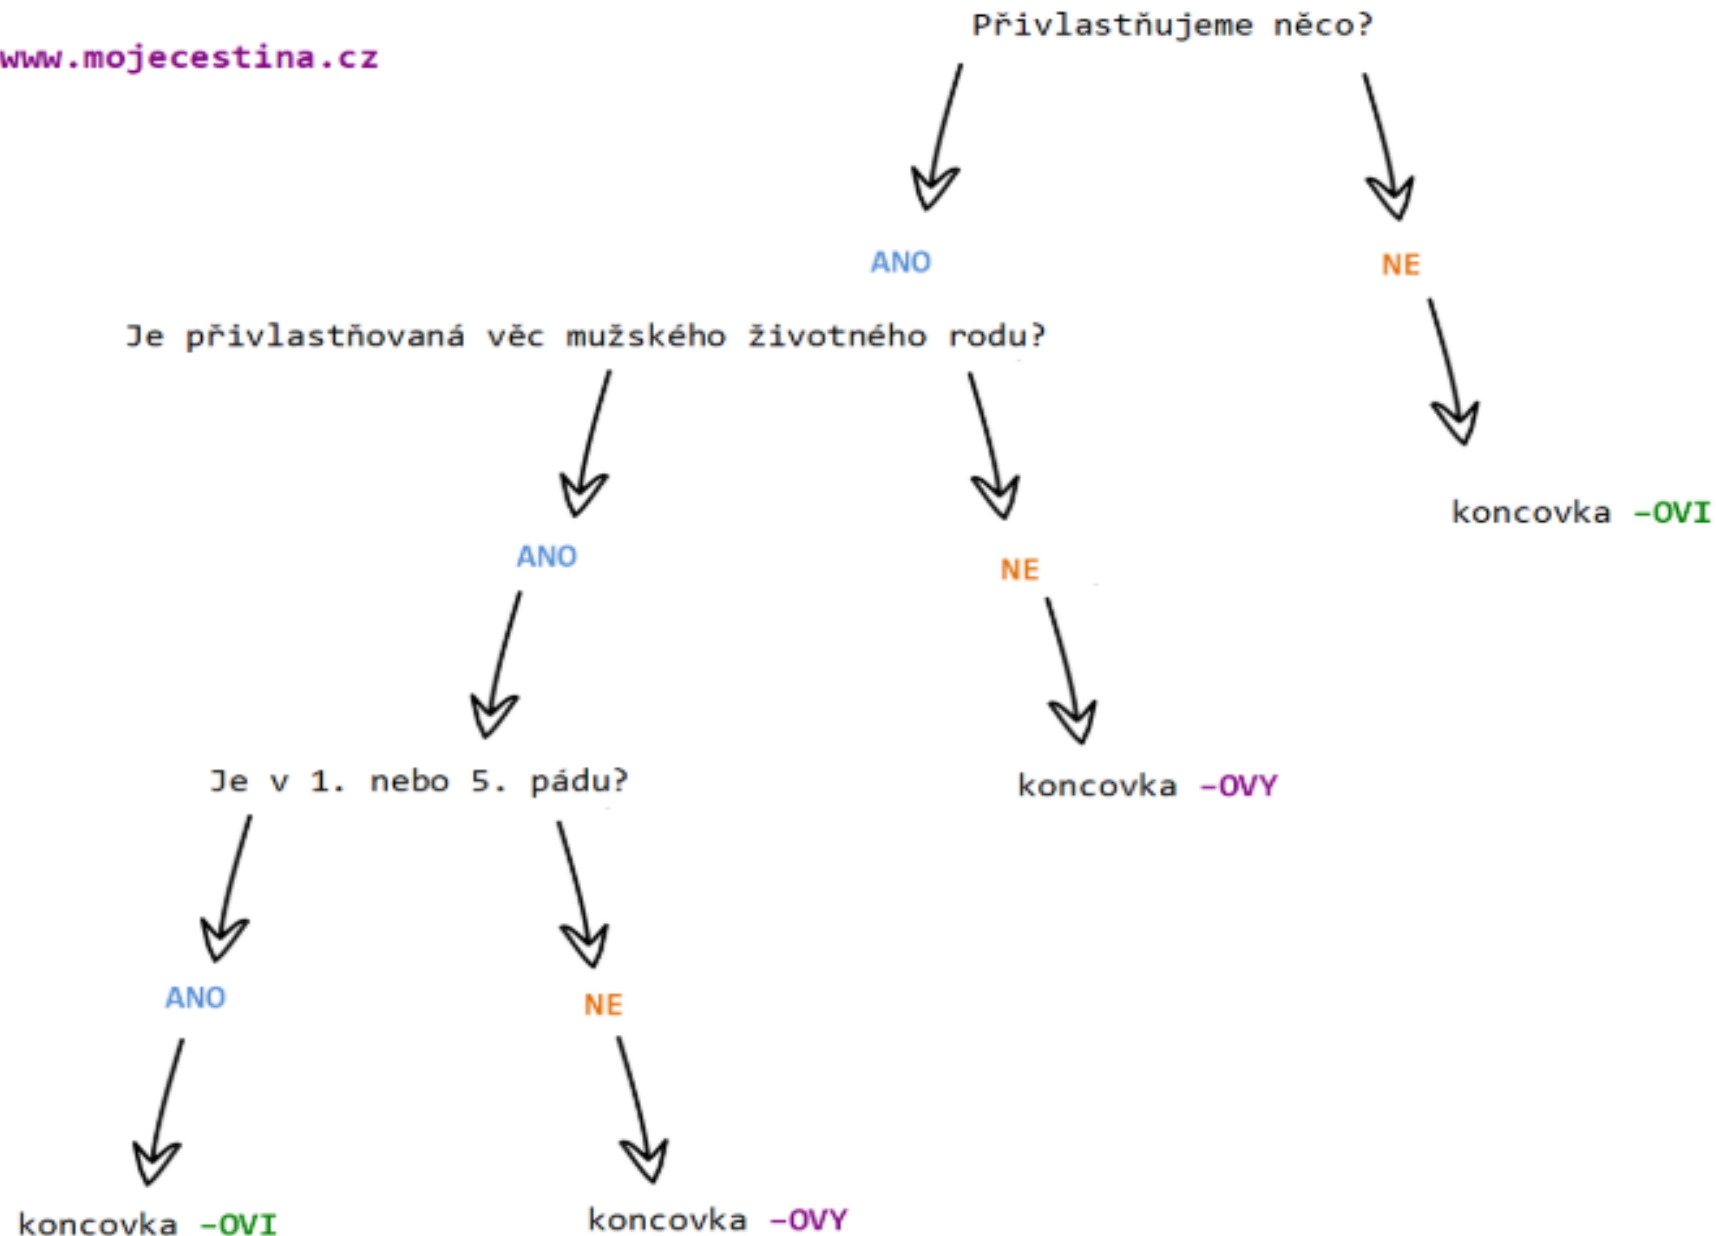 www.mojecestina.cz
Přivlastňujeme něco?
ANO
NE
Je přivlastňovaná věc mužského životného rodu?
koncovka -OVI
ANO
NE
Je v 1. nebo 5. pádu?
koncovka -OVY
ANO
NE
koncovka -OVI
koncovka -OVY